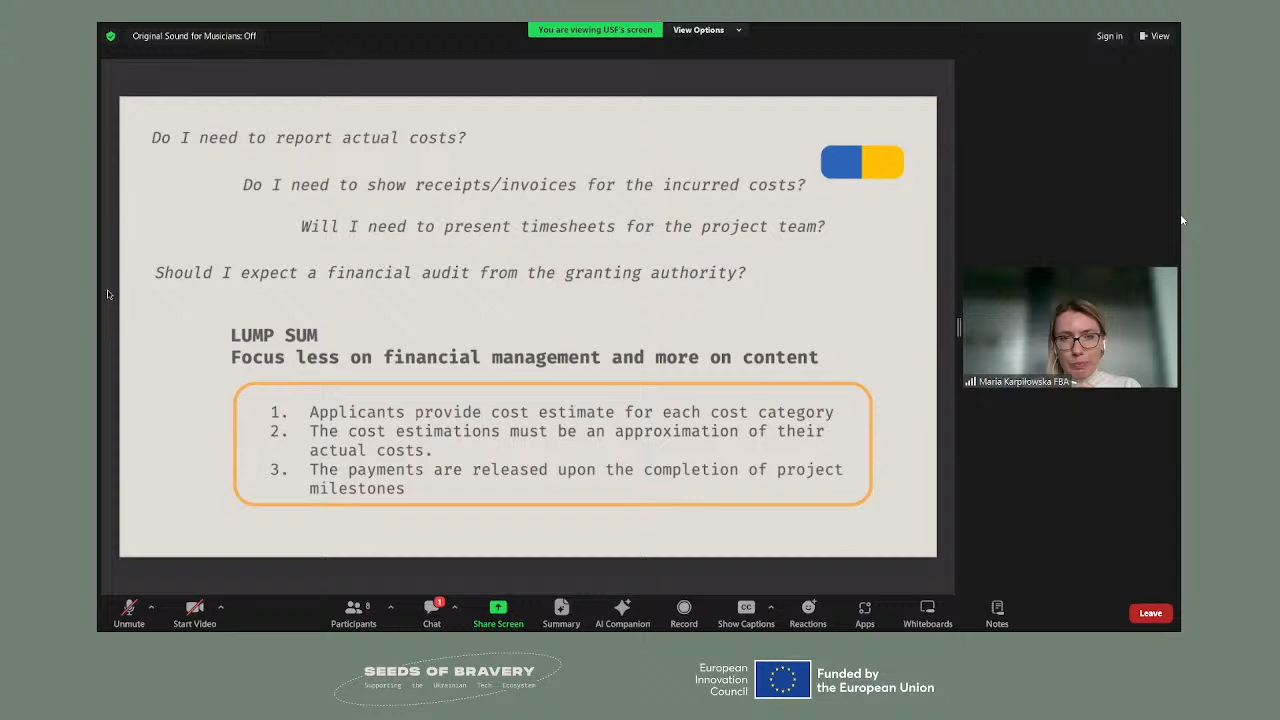 Original Sound for Musicians: Off
You are viewing USF's screen
View Options
Sign in
View
Do I need to report actual costs?
Do I need to show receipts/invoices for the incurred costs?
Will I need to present timesheets for the project team?
Should I expect a financial audit from the granting authority?
LUMP SUM
Focus less on financial management and more on content
1. Applicants provide cost estimate for each cost category
2. The cost estimations must be an approximation of their
actual costs.
3. The payments are released upon the completion of project
milestones
Maria Karpiłowska FBA
Unmute
Start Video
8
Participants
1
Chat
Share Screen
Summary
AI Companion
Record
CC
Show Captions
Reactions
Apps
Whiteboards
Notes
Leave
SEEDS OF BRAVERY
Supporting the Ukrainian Tech Ecosystem
European
Innovation
Council
Funded by
the European Union